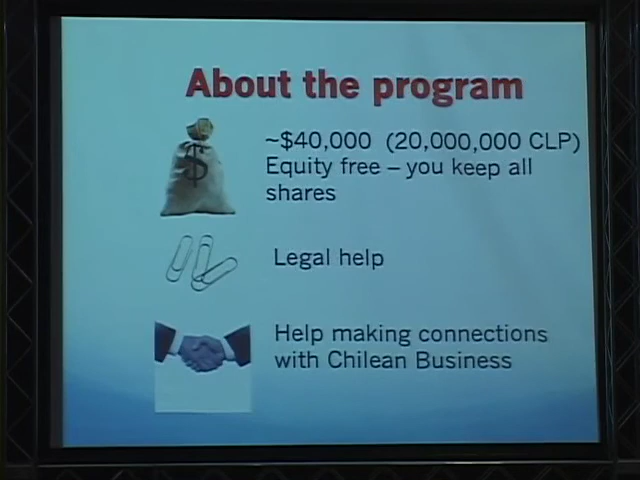 About the program
$
~$40,000 (20,000,000 CLP)
Equity free – you keep all
shares
Legal help
Help making connections
with Chilean Business